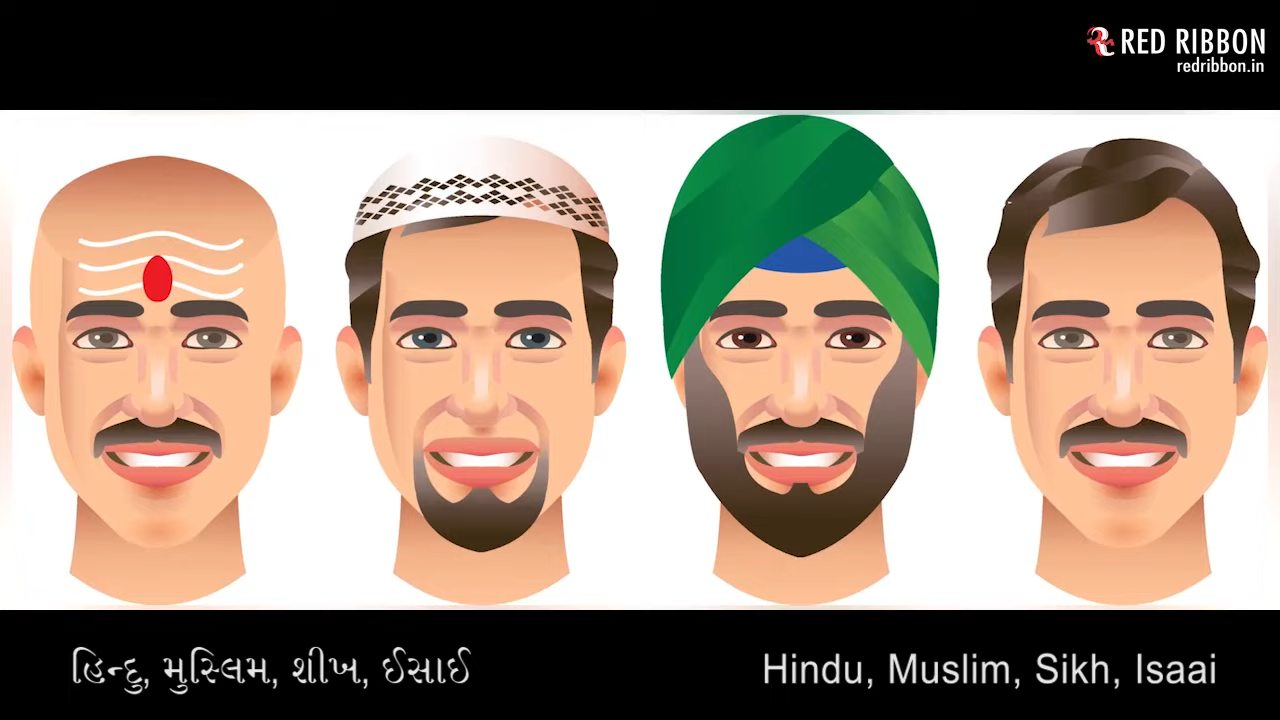 RED RIBBON
redribbon.in
હિન્દુ, મુસ્લિમ, શીખ, ઈસાઈ
Hindu, Muslim, Sikh, Isaai